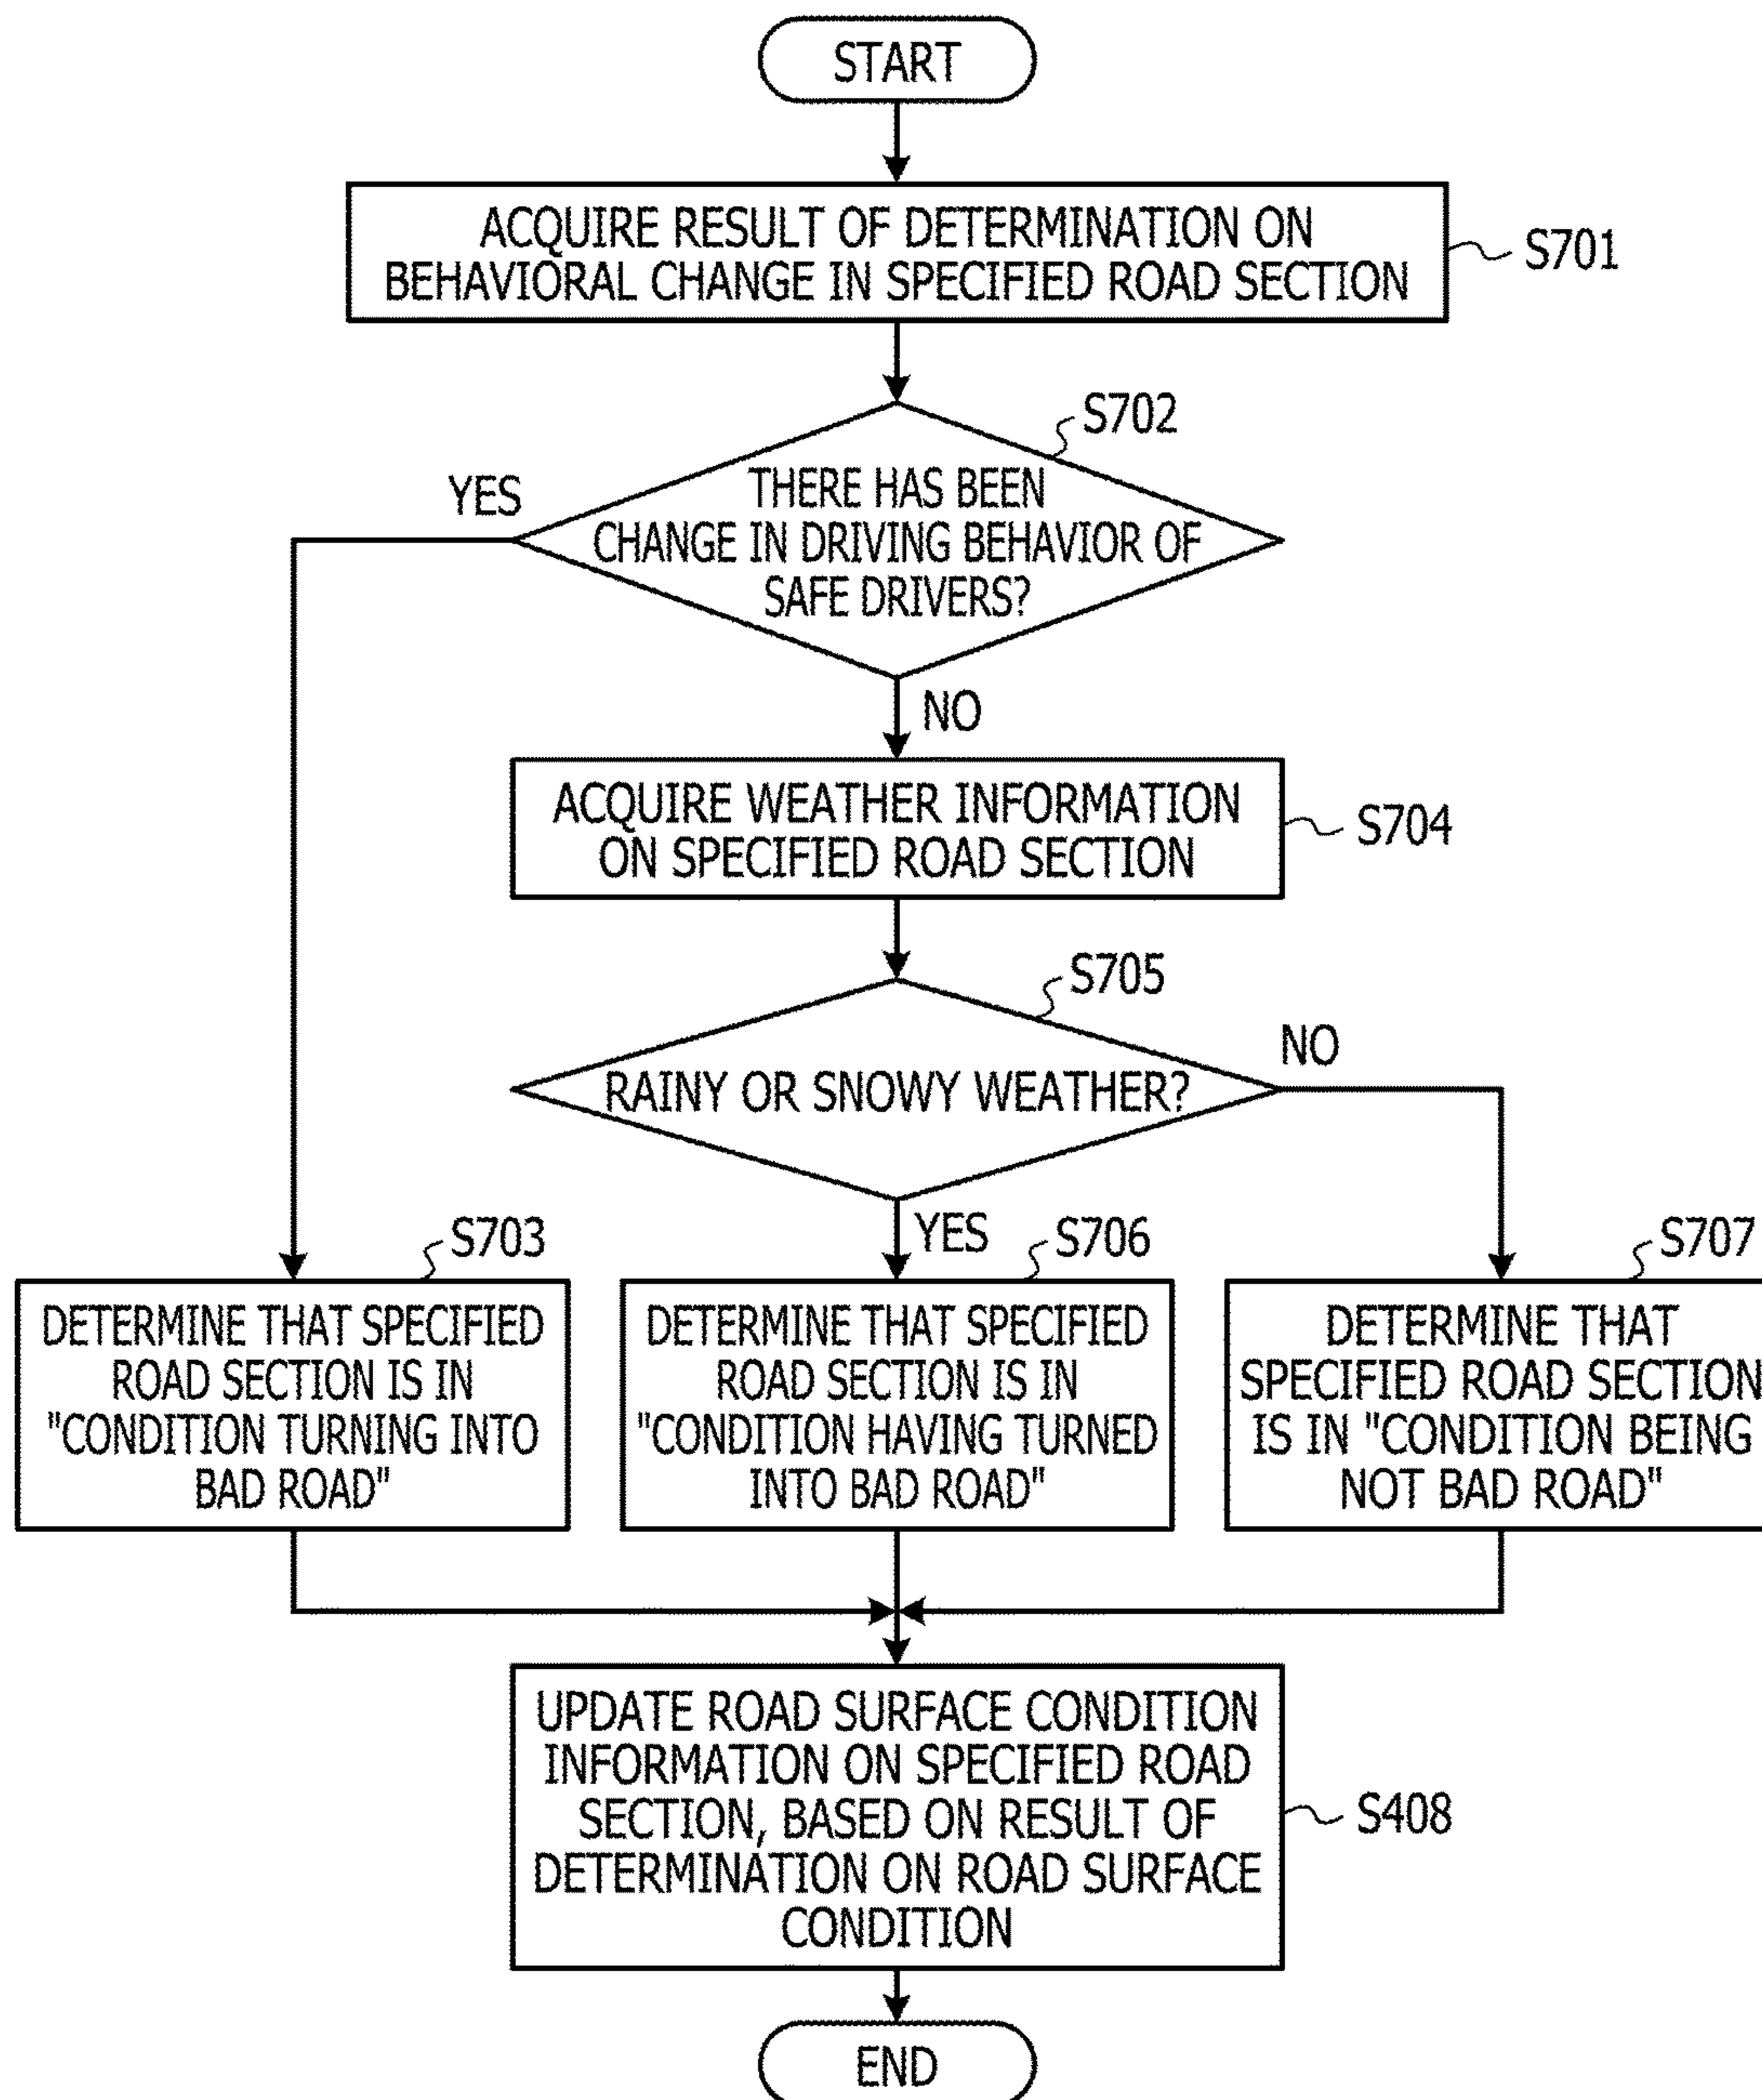 START
ACQUIRE RESULT OF DETERMINATION ON
BEHAVIORAL CHANGE IN SPECIFIED ROAD SECTION
S701
S702
YES
THERE HAS BEEN
CHANGE IN DRIVING BEHAVIOR OF
SAFE DRIVERS?
NO
ACQUIRE WEATHER INFORMATION
ON SPECIFIED ROAD SECTION
S704
S705
NO
RAINY OR SNOWY WEATHER?
YES
S703
DETERMINE THAT SPECIFIED
ROAD SECTION IS IN
"CONDITION TURNING INTO
BAD ROAD"
S706
DETERMINE THAT SPECIFIED
ROAD SECTION IS IN
"CONDITION HAVING TURNED
INTO BAD ROAD"
S707
DETERMINE THAT
SPECIFIED ROAD SECTION
IS IN "CONDITION BEING
NOT BAD ROAD"
UPDATE ROAD SURFACE CONDITION
INFORMATION ON SPECIFIED ROAD
SECTION, BASED ON RESULT OF
DETERMINATION ON ROAD SURFACE
CONDITION
S408
END